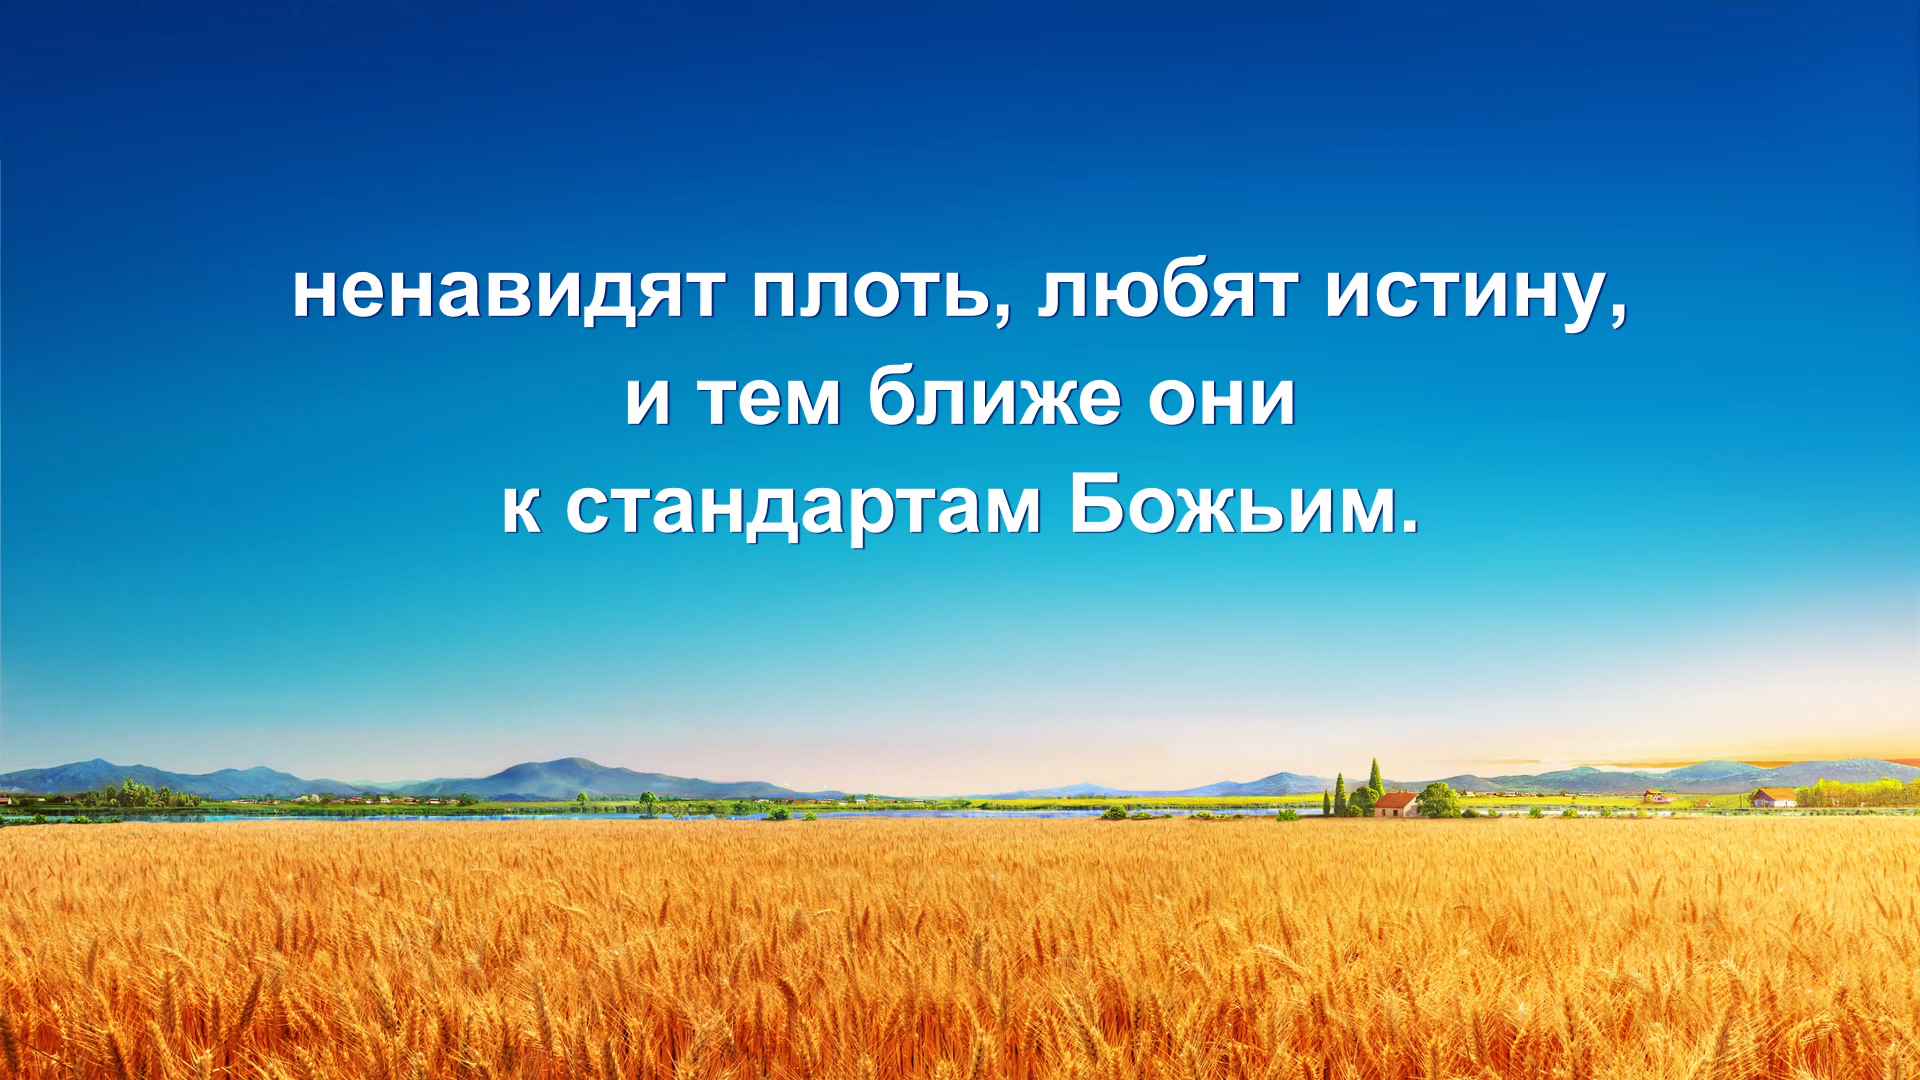 ненавидят плоть, любят истину,
и тем ближе они
к стандартам Божьим.